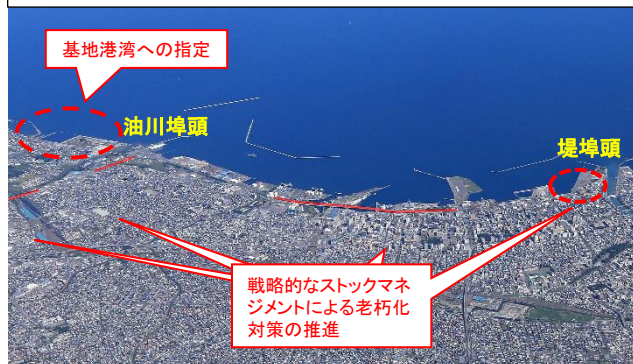 基地港湾への指定
油川埠頭
堤埠頭
戦略的なストックマネ
ジメントによる老朽化
対策の推進